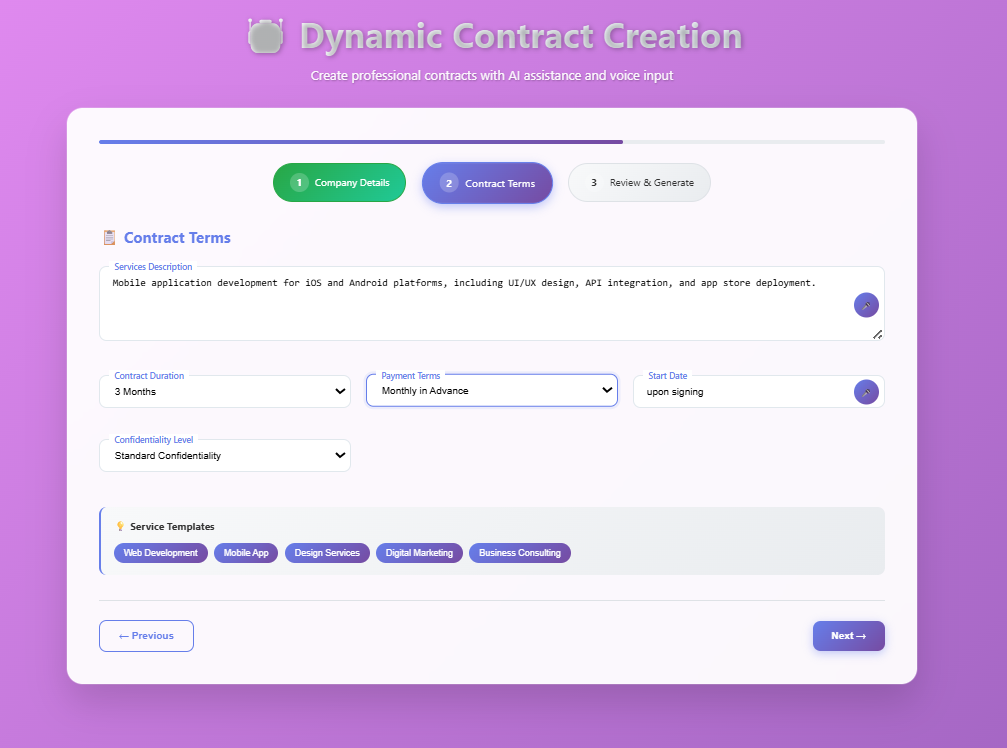 Dynamic Contract Creation
Create professional contracts with AI assistance and voice input
1 Company Details
2 Contract Terms
3 Review & Generate
Contract Terms
Services Description
Mobile application development for iOS and Android platforms, including UI/UX design, API integration, and app store deployment.
Contract Duration
3 Months
Payment Terms
Monthly in Advance
Start Date
upon signing
Confidentiality Level
Standard Confidentiality
Service Templates
Web Development
Mobile App
Design Services
Digital Marketing
Business Consulting
← Previous
Next →